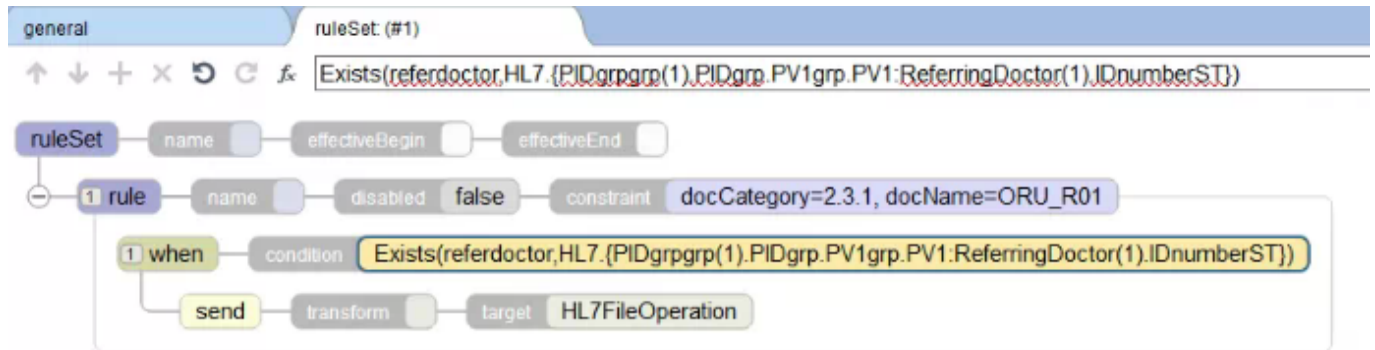 general ruleSet: (#1)
fx Exists(referdoctor,HL7.{PIDgrpgrp(1).PIDgrp.PV1grp.PV1:ReferringDoctor(1).IDnumberST})
ruleSet name effectiveBegin effectiveEnd
1 rule name disabled false constraint docCategory=2.3.1, docName=ORU_R01
1 when condition Exists(referdoctor,HL7.{PIDgrpgrp(1).PIDgrp.PV1grp.PV1:ReferringDoctor(1).IDnumberST})
send transform target HL7FileOperation